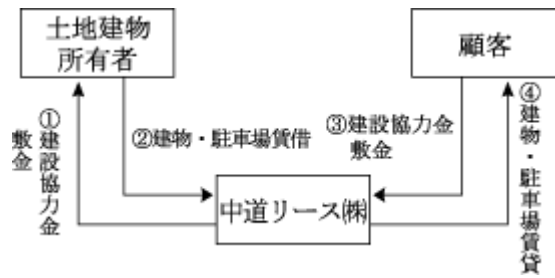 土地建物
所有者
顧客
①建設協力金
敷金
②建物・駐車場賃借
③建設協力金
敷金
④建物・駐車場賃貸
中道リース㈱